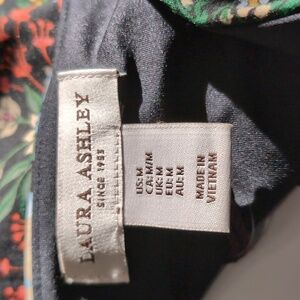 LAURA ASHLEY
SINCE 1953
US:M
CA:M/M
UK:M
EU:M
AU:M
MADE IN
VIETNAM